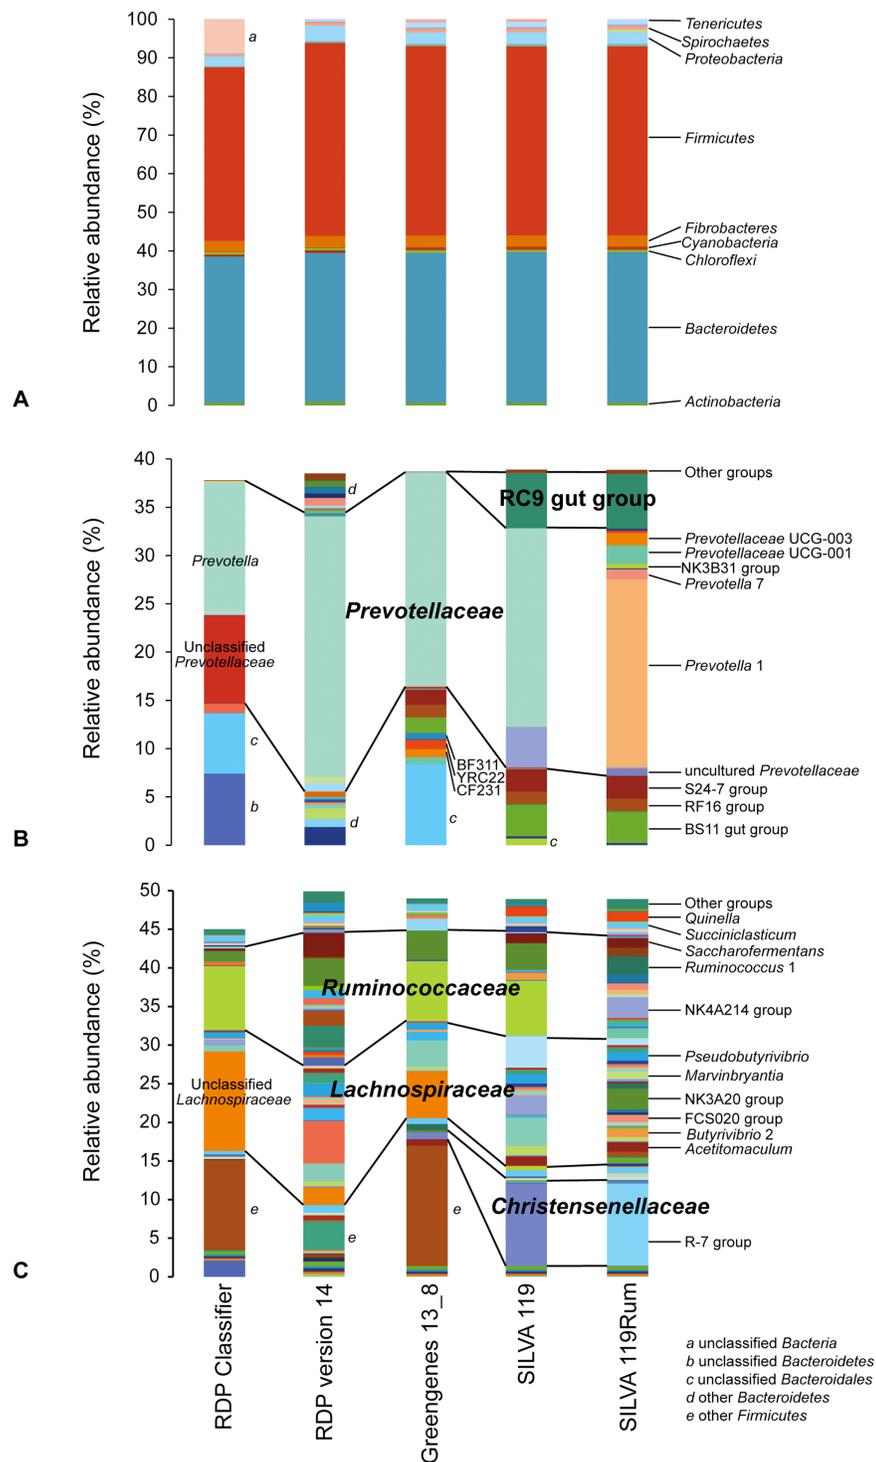 A
Relative abundance (%)
100
90
80
70
60
50
40
30
20
10
0
a
Tenericutes
Spirochaetes
Proteobacteria
Firmicutes
Fibrobacteres
Cyanobacteria
Chloroflexi
Bacteroidetes
Actinobacteria
B
Relative abundance (%)
40
35
30
25
20
15
10
5
0
Prevotella
Unclassified
Prevotellaceae
c
b
d
d
Prevotellaceae
BF311
YRC22
CF231
c
RC9 gut group
c
Other groups
Prevotellaceae UCG-003
Prevotellaceae UCG-001
NK3B31 group
Prevotella 7
Prevotella 1
uncultured Prevotellaceae
S24-7 group
RF16 group
BS11 gut group
C
Relative abundance (%)
50
45
40
35
30
25
20
15
10
5
0
Unclassified
Lachnospiraceae
e
e
e
Ruminococcaceae
Lachnospiraceae
Christensenellaceae
Other groups
Quinella
Succiniclasticum
Saccharofermentans
Ruminococcus 1
NK4A214 group
Pseudobutyrivibrio
Marvinbryantia
NK3A20 group
FCS020 group
Butyrivibrio 2
Acetitomaculum
R-7 group
RDP Classifier
RDP version 14
Greengenes 13_8
SILVA 119
SILVA 119Rum
a unclassified Bacteria
b unclassified Bacteroidetes
c unclassified Bacteroidales
d other Bacteroidetes
e other Firmicutes